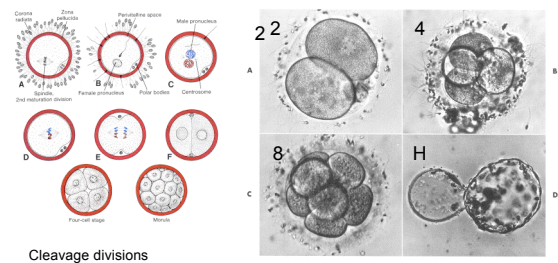 Corona radiata
Zona pellucida
Perivitelline space
Male pronucleus
A
B
C
Spindle, 2nd maturation division
Female pronucleus
Polar bodies
Centrosome
D
E
F
Four-cell stage
Morula
Cleavage divisions
2
2
4
A
B
8
H
C
D